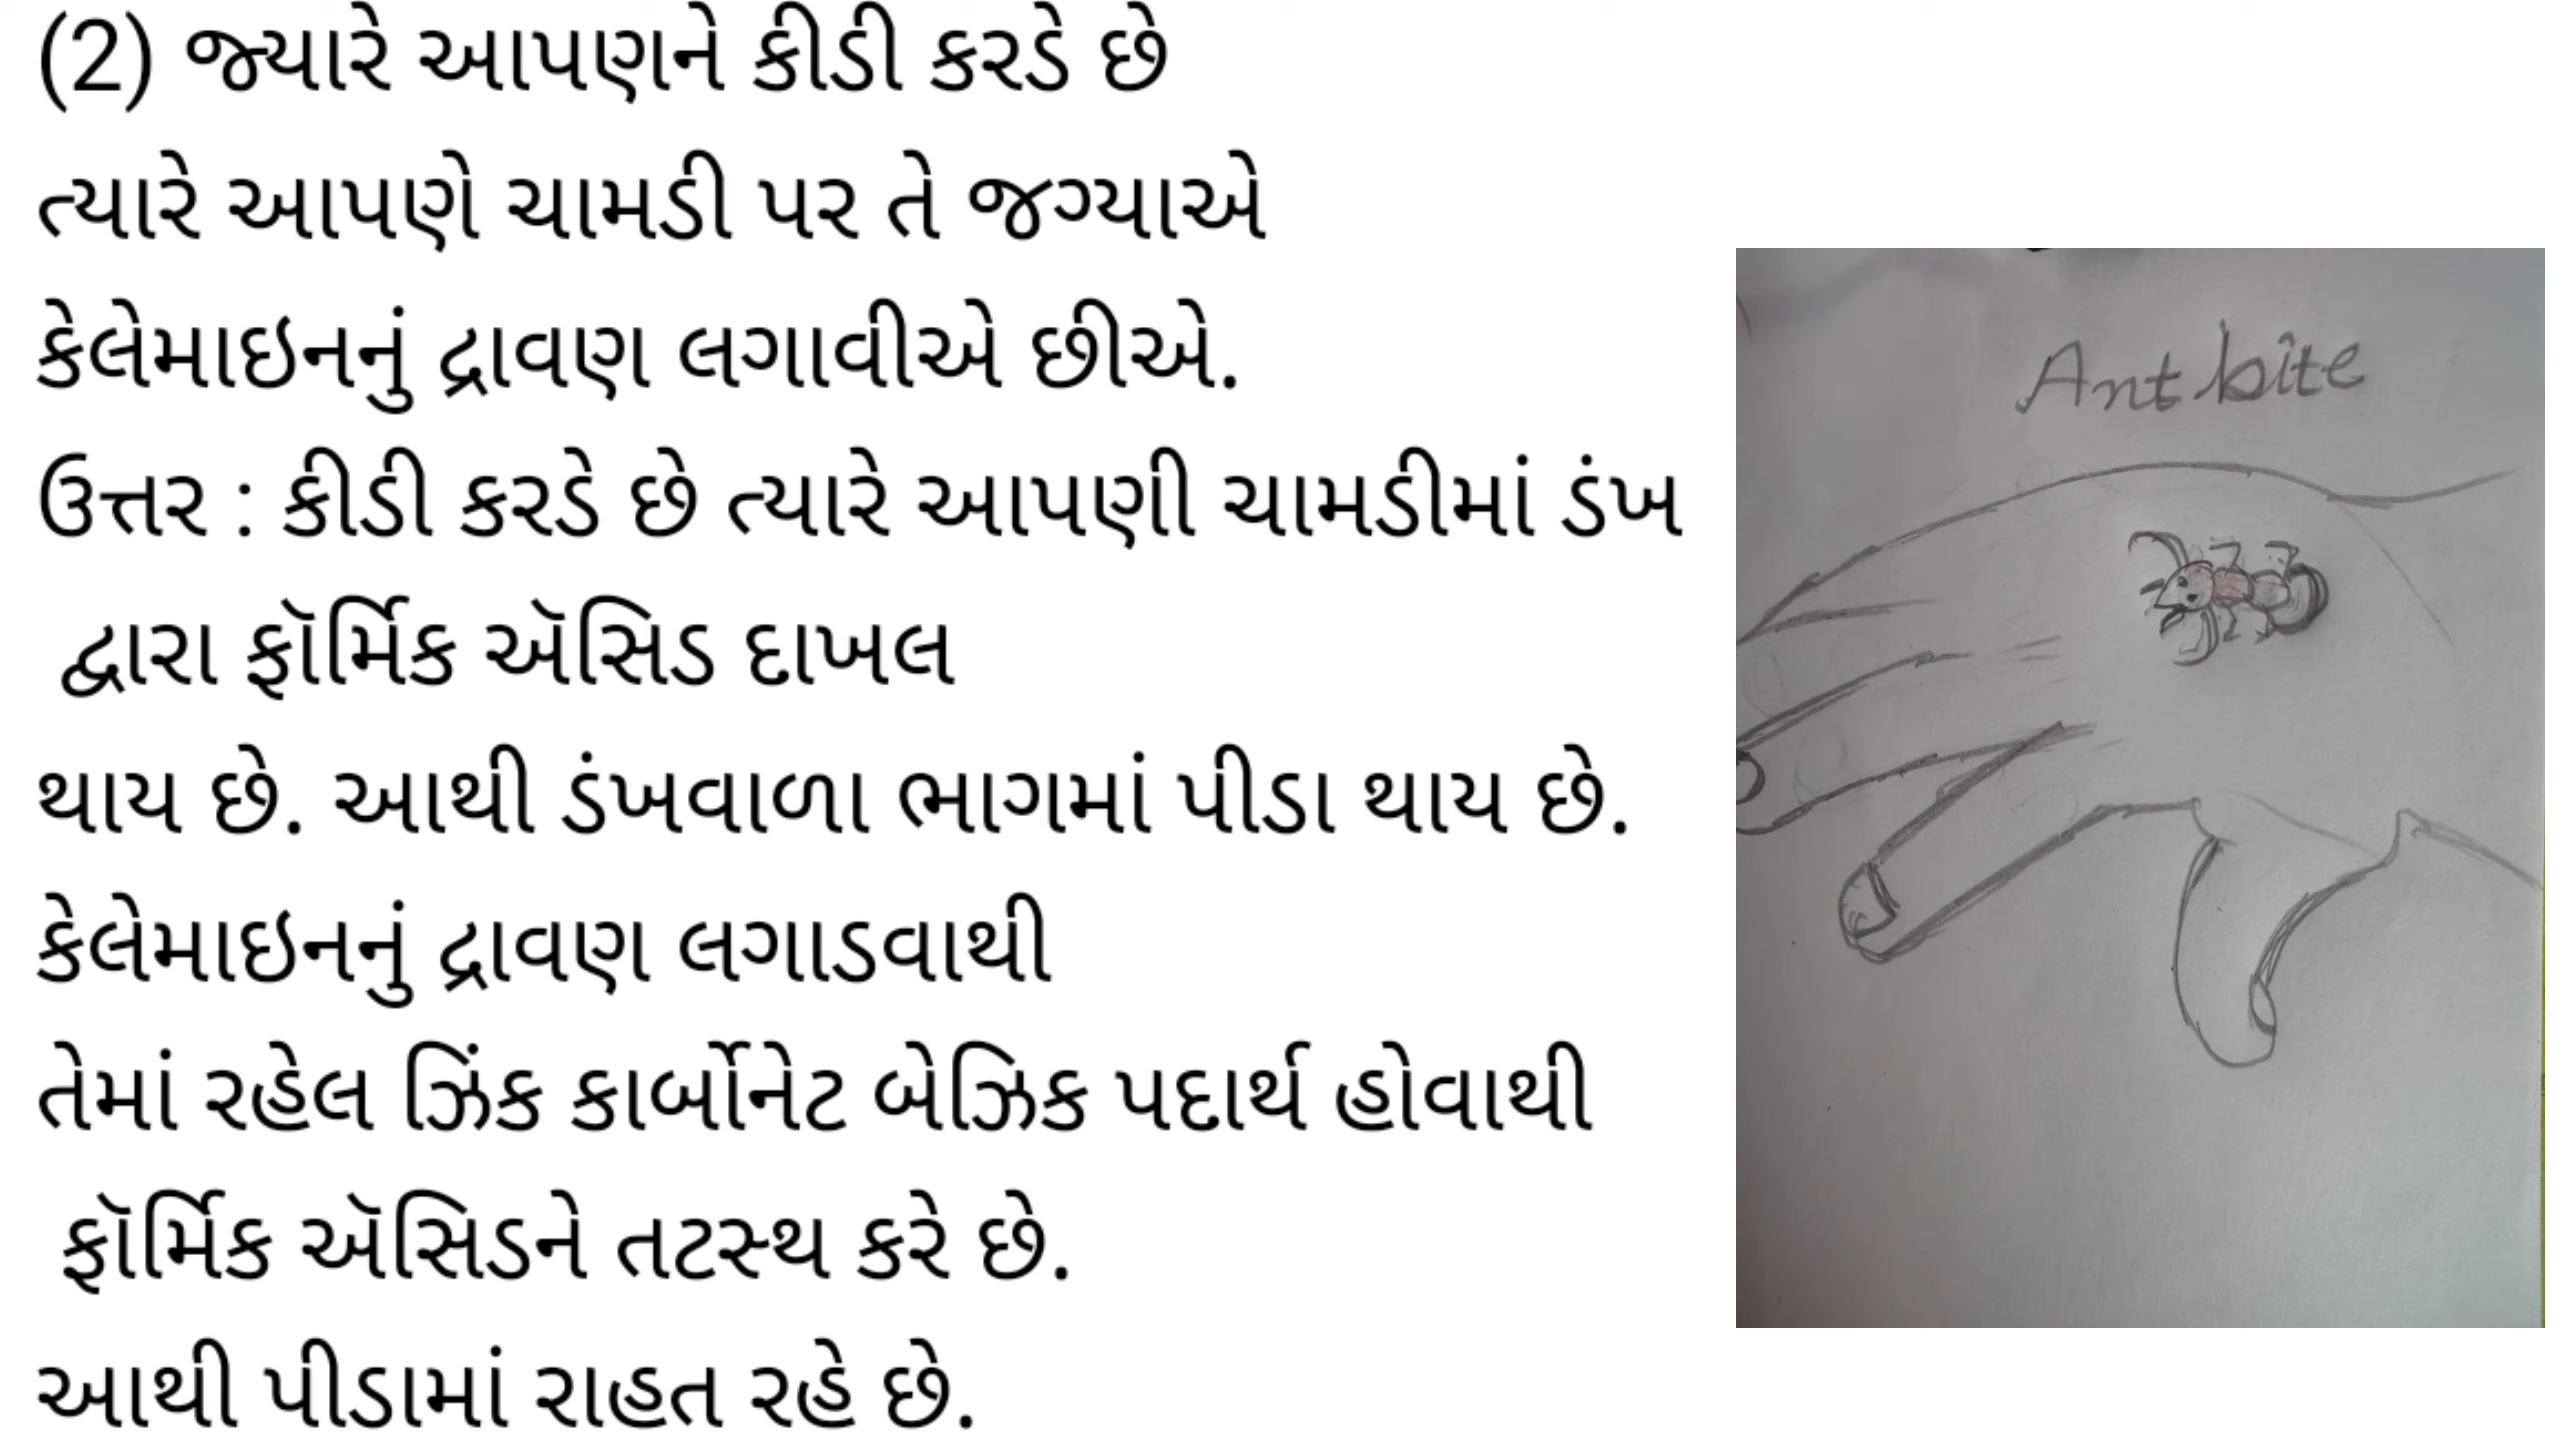 (2) જ્યારે આપણને કીડી કરડે છે
ત્યારે આપણે ચામડી પર તે જગ્યાએ
કેલેમાઇનનું દ્રાવણ લગાવીએ છીએ.
ઉત્તર : કીડી કરડે છે ત્યારે આપણી ચામડીમાં ડંખ
દ્વારા ફૉર્મિક ઍસિડ દાખલ
થાય છે. આથી ડંખવાળા ભાગમાં પીડા થાય છે.
કેલેમાઇનનું દ્રાવણ લગાડવાથી
તેમાં રહેલ ઝિંક કાર્બોનેટ બેઝિક પદાર્થ હોવાથી
ફૉર્મિક ઍસિડને તટસ્થ કરે છે.
આથી પીડામાં રાહત રહે છે.
Ant bite